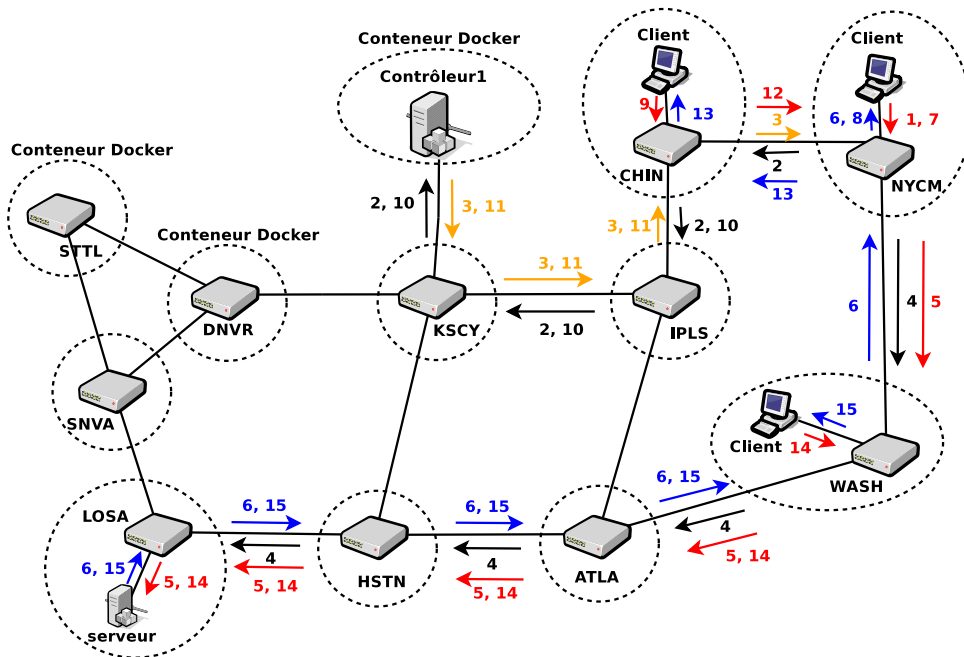 Conteneur Docker
Contrôleur1
Client
Client
9
13
12
3
2
13
6, 8
1, 7
CHIN
NYCM
Conteneur Docker
STTL
Conteneur Docker
DNVR
2, 10
3, 11
3, 11
2, 10
3, 11
2, 10
KSCY
IPLS
6
4
5
SNVA
Client
15
14
WASH
LOSA
6, 15
5, 14
serveur
6, 15
4
5, 14
HSTN
6, 15
4
5, 14
ATLA
6, 15
4
5, 14